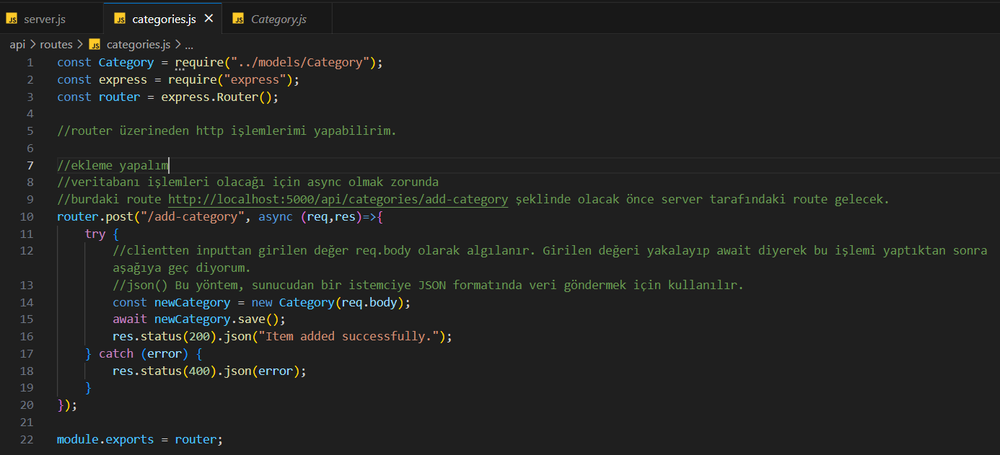 JS server.js
JS categories.js ×
JS Category.js
api > routes > JS categories.js > ...
1 const Category = require("../models/Category");
2 const express = require("express");
3 const router = express.Router();
4
5 //router üzerineden http işlemlerimi yapabilirim.
6
7 //ekleme yapalım
8 //veritabanı işlemleri olacağı için async olmak zorunda
9 //burdaki route http://localhost:5000/api/categories/add-category şeklinde olacak önce server tarafındaki route gelecek.
10 router.post("/add-category", async (req,res)=>{
11 try {
12 //clientten inputtan girilen değer req.body olarak algılanır. Girilen değeri yakalayıp await diyerek bu işlemi yaptıktan sonra
aşağıya geç diyorum.
13 //json() Bu yöntem, sunucudan bir istemciye JSON formatında veri göndermek için kullanılır.
14 const newCategory = new Category(req.body);
15 await newCategory.save();
16 res.status(200).json("Item added successfully.");
17 } catch (error) {
18 res.status(400).json(error);
19 }
20 });
21
22 module.exports = router;